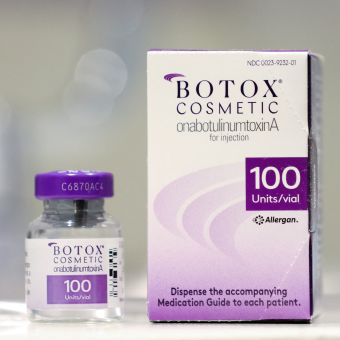 NDC 0023-9232-01
BOTOX®
COSMETIC
onabotulinumtoxinA
for injection
100
Units/vial
Allergan.
Dispense the accompanying
Medication Guide to each patient.
C6870AC4
BOTOX
COSMETIC
onabotulinumtoxinA
100
Units/vial